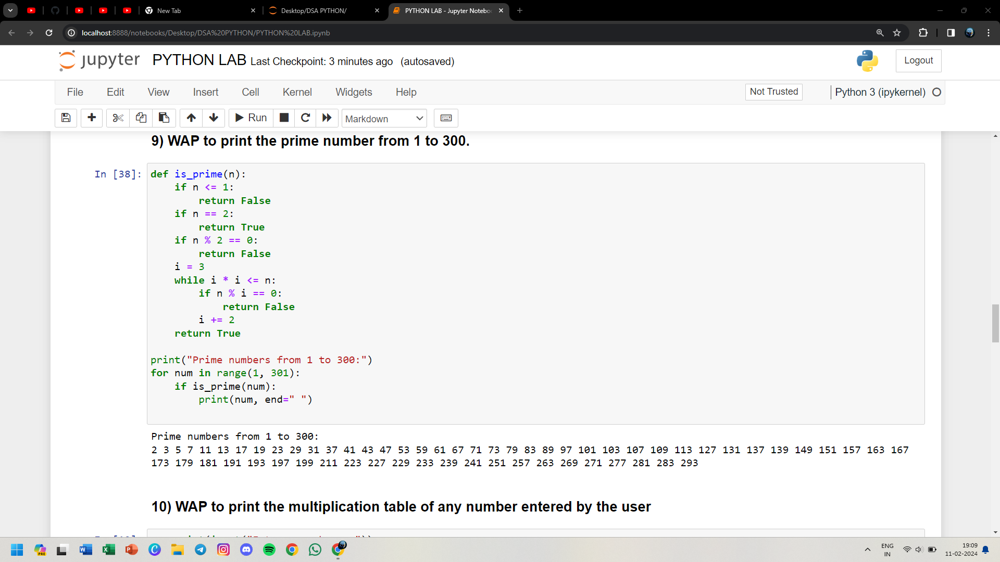 New Tab
Desktop/DSA PYTHON/
PYTHON LAB - Jupyter Notebo
localhost:8888/notebooks/Desktop/DSA%20PYTHON/PYTHON%20LAB.ipynb
jupyter PYTHON LAB Last Checkpoint: 3 minutes ago (autosaved)
Logout
File Edit View Insert Cell Kernel Widgets Help
Not Trusted
Python 3 (ipykernel)
Run
Markdown
9) WAP to print the prime number from 1 to 300.
In [38]:
def is_prime(n):
    if n <= 1:
        return False
    if n == 2:
        return True
    if n % 2 == 0:
        return False
    i = 3
    while i * i <= n:
        if n % i == 0:
            return False
        i += 2
    return True
print("Prime numbers from 1 to 300:")
for num in range(1, 301):
    if is_prime(num):
        print(num, end=" ")
Prime numbers from 1 to 300:
2 3 5 7 11 13 17 19 23 29 31 37 41 43 47 53 59 61 67 71 73 79 83 89 97 101 103 107 109 113 127 131 137 139 149 151 157 163 167
173 179 181 191 193 197 199 211 223 227 229 233 239 241 251 257 263 269 271 277 281 283 293
10) WAP to print the multiplication table of any number entered by the user
PRE
ENG
IN
19:09
11-02-2024